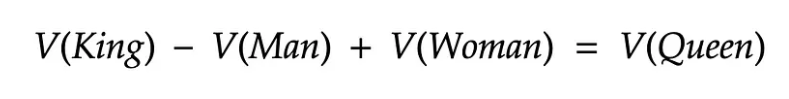 V(King) − V(Man) + V(Woman) = V(Queen)